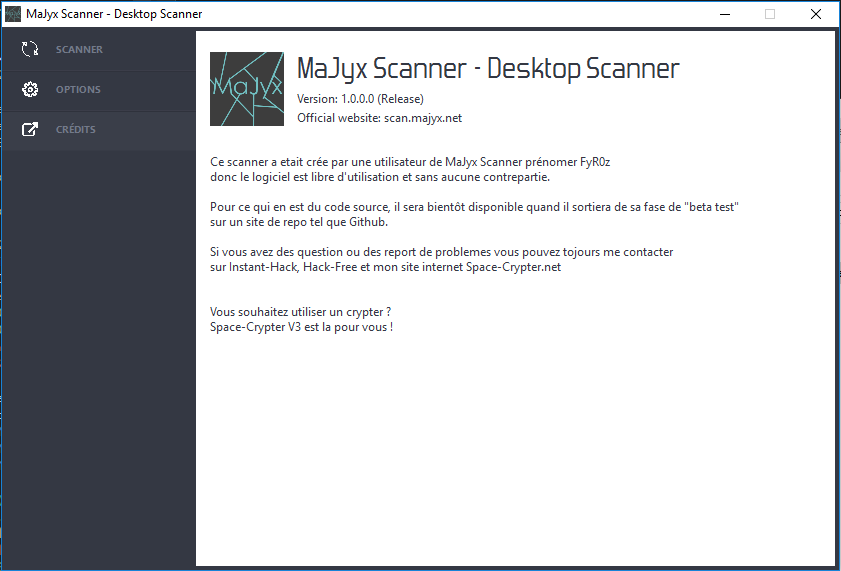 MaJyx Scanner - Desktop Scanner
SCANNER
OPTIONS
CRÉDITS
MaJyx
MaJyx Scanner - Desktop Scanner
Version: 1.0.0.0 (Release)
Official website: scan.majyx.net
Ce scanner a etait crée par une utilisateur de MaJyx Scanner prénomer FyR0z
donc le logiciel est libre d'utilisation et sans aucune contrepartie.
Pour ce qui en est du code source, il sera bientôt disponible quand il sortiera de sa fase de "beta test"
sur un site de repo tel que Github.
Si vous avez des question ou des report de problemes vous pouvez tojours me contacter
sur Instant-Hack, Hack-Free et mon site internet Space-Crypter.net
Vous souhaitez utiliser un crypter ?
Space-Crypter V3 est la pour vous !